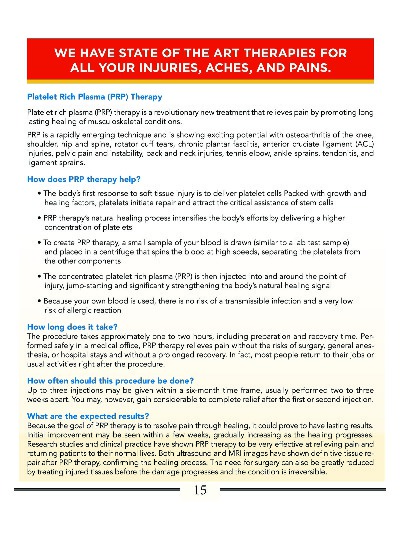 WE HAVE STATE OF THE ART THERAPIES FOR
ALL YOUR INJURIES, ACHES, AND PAINS.
Platelet Rich Plasma (PRP) Therapy
Platelet rich plasma (PRP) therapy is a revolutionary new treatment that relieves pain by promoting long
lasting healing of musculoskeletal conditions.
PRP is a rapidly emerging technique and is showing exciting potential with osteoarthritis of the knee,
shoulder, hip and spine, rotator cuff tears, chronic plantar fasciitis, anterior cruciate ligament (ACL)
injuries, pelvic pain and instability, back and neck injuries, tennis elbow, ankle sprains, tendonitis, and
ligament sprains.
How does PRP therapy help?
• The body's first response to soft tissue injury is to deliver platelet cells Packed with growth and
healing factors, platelets initiate repair and attract the critical assistance of stem cells
• PRP therapy's natural healing process intensifies the body's efforts by delivering a higher
concentration of platelets
• To create PRP therapy, a small sample of your blood is drawn (similar to a lab test sample)
and placed in a centrifuge that spins the blood at high speeds, separating the platelets from
the other components
• The concentrated platelet rich plasma (PRP) is then injected into and around the point of
injury, jump-starting and significantly strengthening the body's natural healing signal
• Because your own blood is used, there is no risk of a transmissible infection and a very low
risk of allergic reaction
How long does it take?
The procedure takes approximately one to two hours, including preparation and recovery time. Per-
formed safely in a medical office, PRP therapy relieves pain without the risks of surgery, general anes-
thesia, or hospital stays and without a prolonged recovery. In fact, most people return to their jobs or
usual activities right after the procedure.
How often should this procedure be done?
Up to three injections may be given within a six-month time frame, usually performed two to three
weeks apart. You may, however, gain considerable to complete relief after the first or second injection.
What are the expected results?
Because the goal of PRP therapy is to resolve pain through healing, it could prove to have lasting results.
Initial improvement may be seen within a few weeks, gradually increasing as the healing progresses.
Research studies and clinical practice have shown PRP therapy to be very effective at relieving pain and
returning patients to their normal lives. Both ultrasound and MRI images have shown definitive tissue re-
pair after PRP therapy, confirming the healing process. The need for surgery can also be greatly reduced
by treating injured tissues before the damage progresses and the condition is irreversible.
15